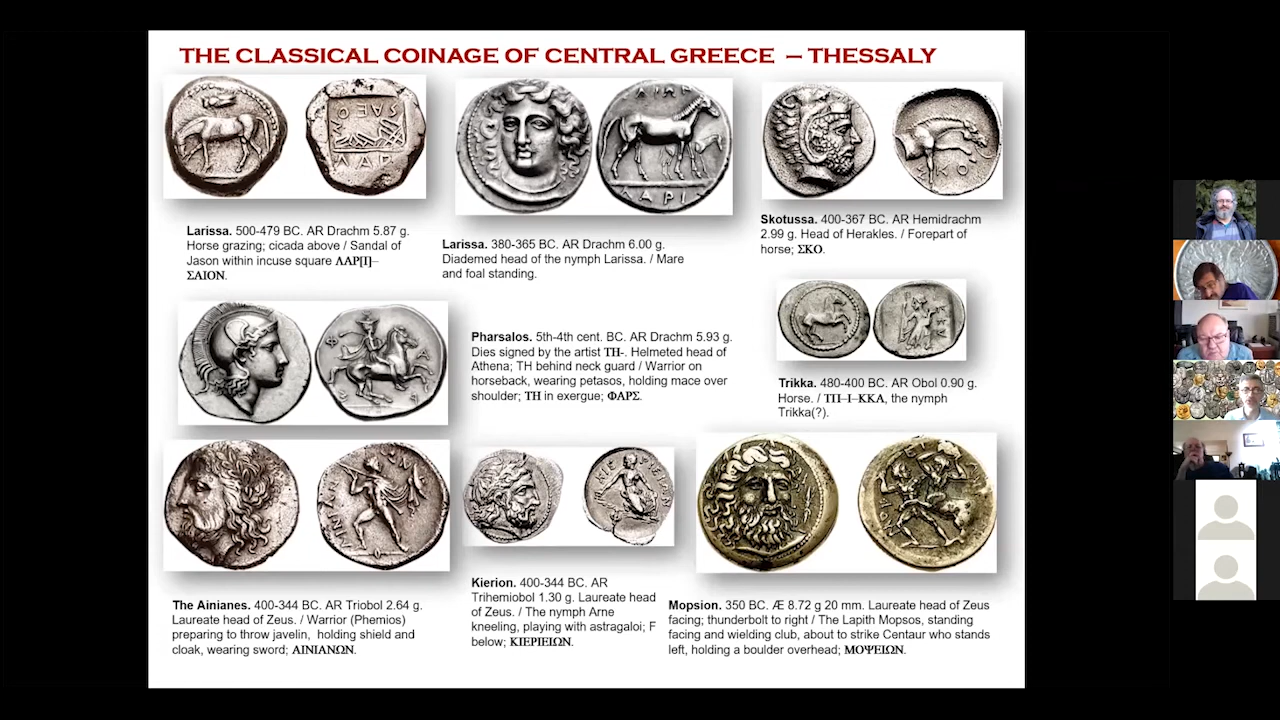 THE CLASSICAL COINAGE OF CENTRAL GREECE – THESSALY
Larissa. 500-479 BC. AR Drachm 5.87 g.
Horse grazing; cicada above / Sandal of
Jason within incuse square ΛΑΡ[Ι]–
ΣΑΙΟΝ.
Larissa. 380-365 BC. AR Drachm 6.00 g.
Diademed head of the nymph Larissa. / Mare
and foal standing.
Skotussa. 400-367 BC. AR Hemidrachm
2.99 g. Head of Herakles. / Forepart of
horse; ΣΚΟ.
Pharsalos. 5th-4th cent. BC. AR Drachm 5.93 g.
Dies signed by the artist ΤΗ-. Helmeted head of
Athena; TH behind neck guard / Warrior on
horseback, wearing petasos, holding mace over
shoulder; ΤΗ in exergue; ΦΑΡΣ.
Trikka. 480-400 BC. AR Obol 0.90 g.
Horse. / ΤΠ–Ι–ΚΚΑ, the nymph
Trikka(?).
The Ainianes. 400-344 BC. AR Triobol 2.64 g.
Laureate head of Zeus. / Warrior (Phemios)
preparing to throw javelin, holding shield and
cloak, wearing sword; ΑΙΝΙΑΝΩΝ.
Kierion. 400-344 BC. AR
Trihemiobol 1.30 g. Laureate head
of Zeus. / The nymph Arne
kneeling, playing with astragaloi; F
below; ΚΙΕΡΙΕΙΩΝ.
Mopsion. 350 BC. Æ 8.72 g 20 mm. Laureate head of Zeus
facing; thunderbolt to right / The Lapith Mopsos, standing
facing and wielding club, about to strike Centaur who stands
left, holding a boulder overhead; ΜΟΨΕΙΩΝ.